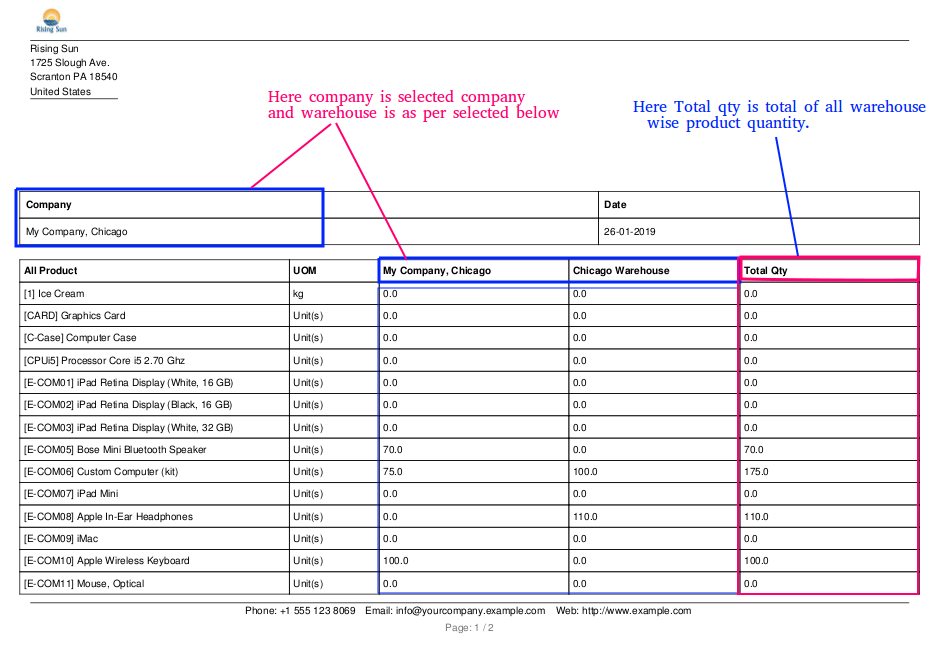 Rising Sun
Rising Sun
1725 Slough Ave.
Scranton PA 18540
United States
Here company is selected company
and warehouse is as per selected below
Here Total qty is total of all warehouse
wise product quantity.
Company Date
My Company, Chicago 26-01-2019
All Product UOM My Company, Chicago Chicago Warehouse Total Qty
[1] Ice Cream kg 0.0 0.0 0.0
[CARD] Graphics Card Unit(s) 0.0 0.0 0.0
[C-Case] Computer Case Unit(s) 0.0 0.0 0.0
[CPUi5] Processor Core i5 2.70 Ghz Unit(s) 0.0 0.0 0.0
[E-COM01] iPad Retina Display (White, 16 GB) Unit(s) 0.0 0.0 0.0
[E-COM02] iPad Retina Display (Black, 16 GB) Unit(s) 0.0 0.0 0.0
[E-COM03] iPad Retina Display (White, 32 GB) Unit(s) 0.0 0.0 0.0
[E-COM05] Bose Mini Bluetooth Speaker Unit(s) 70.0 0.0 70.0
[E-COM06] Custom Computer (kit) Unit(s) 75.0 100.0 175.0
[E-COM07] iPad Mini Unit(s) 0.0 0.0 0.0
[E-COM08] Apple In-Ear Headphones Unit(s) 0.0 110.0 110.0
[E-COM09] iMac Unit(s) 0.0 0.0 0.0
[E-COM10] Apple Wireless Keyboard Unit(s) 100.0 0.0 100.0
[E-COM11] Mouse, Optical Unit(s) 0.0 0.0 0.0
Phone: +1 555 123 8069 Email: info@yourcompany.example.com Web: http://www.example.com
Page: 1 / 2